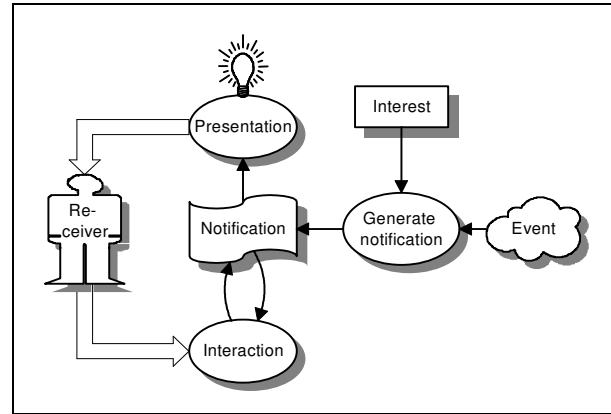 Presentation
Interest
Re-
ceiver
Notification
Generate
notification
Event
Interaction